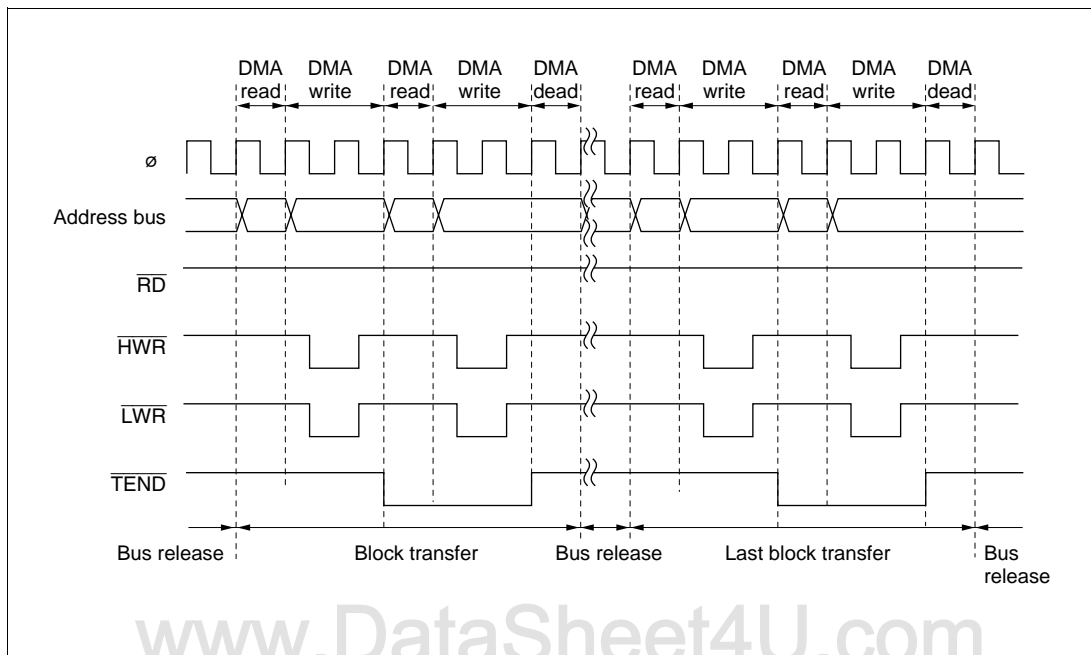 DMA read
DMA write
DMA read
DMA write
DMA dead
DMA read
DMA write
DMA read
DMA write
DMA dead
ø
Address bus
RD
HWR
LWR
TEND
Bus release
Block transfer
Bus release
Last block transfer
Bus release
www.DataSheet4U.com